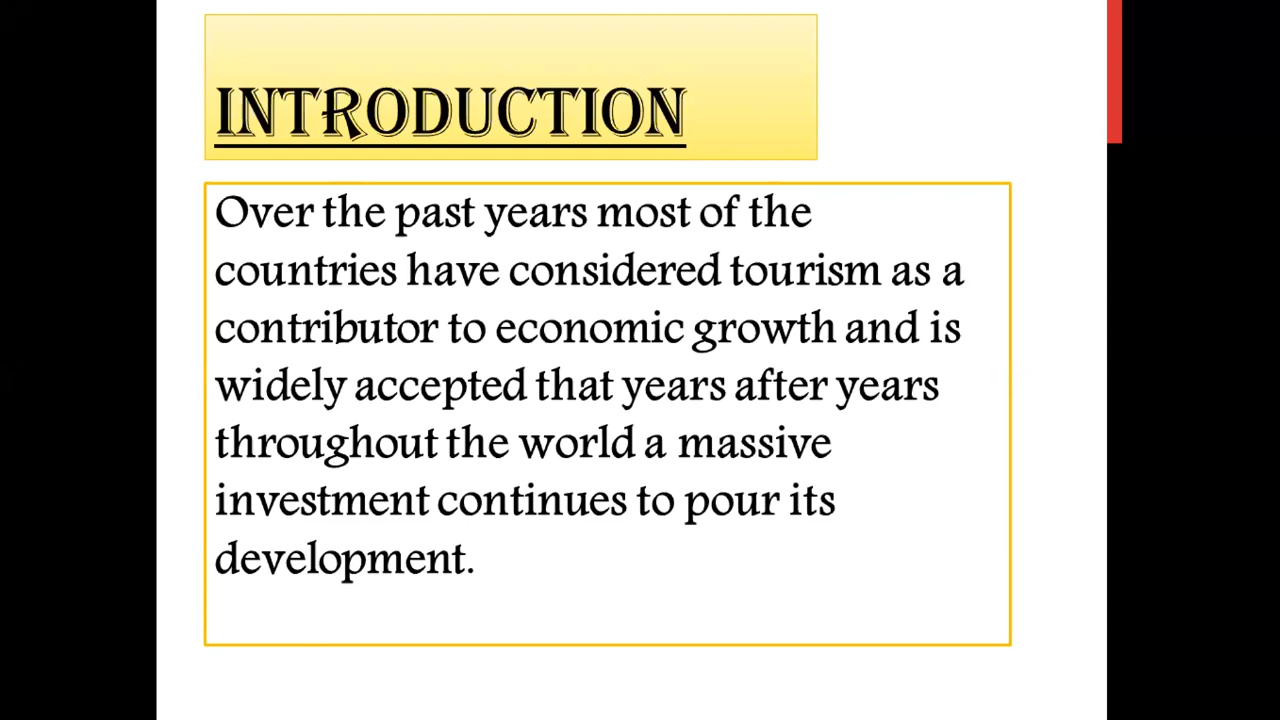 INTRODUCTION
Over the past years most of the
countries have considered tourism as a
contributor to economic growth and is
widely accepted that years after years
throughout the world a massive
investment continues to pour its
development.